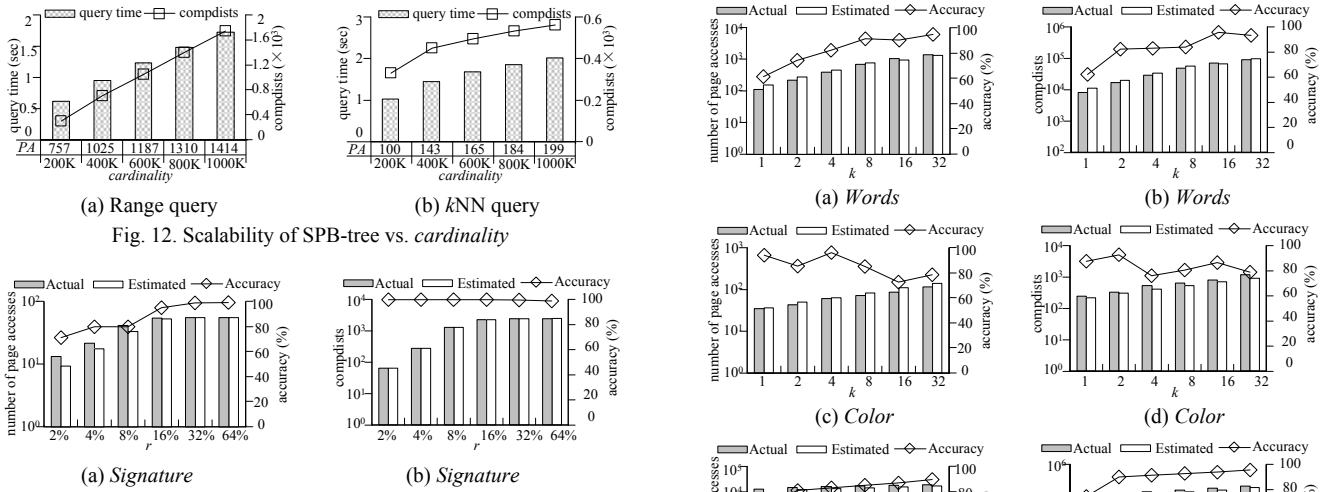 query time compdists
query time (sec)
2
1.5
1
0.5
0
2
1.6
1.2
0.8
0.4
0
compdists (×10³)
PA 757 1025 1187 1310 1414
200K 400K 600K 800K 1000K
cardinality
(a) Range query
query time compdists
query time (sec)
3
2
1
0
0.6
0.4
0.2
0
compdists (×10³)
PA 100 143 165 184 199
200K 400K 600K 800K 1000K
cardinality
(b) kNN query
Fig. 12. Scalability of SPB-tree vs. cardinality
Actual Estimated Accuracy
number of page accesses
10²
10¹
10⁰
100
80
60
40
20
0
accuracy (%)
2% 4% 8% 16% 32% 64%
r
(a) Signature
Actual Estimated Accuracy
compdists
10⁴
10³
10²
10¹
10⁰
100
80
60
40
20
0
accuracy (%)
2% 4% 8% 16% 32% 64%
r
(b) Signature
Actual Estimated Accuracy
number of page accesses
10⁴
10³
10²
10¹
10⁰
100
80
60
40
20
0
accuracy (%)
1 2 4 8 16 32
k
(a) Words
Actual Estimated Accuracy
compdists
10⁶
10⁵
10⁴
10³
10²
100
80
60
40
20
0
accuracy (%)
1 2 4 8 16 32
k
(b) Words
Actual Estimated Accuracy
number of page accesses
10³
10²
10¹
10⁰
100
80
60
40
20
0
accuracy (%)
1 2 4 8 16 32
k
(c) Color
Actual Estimated Accuracy
compdists
10⁴
10³
10²
10¹
10⁰
100
80
60
40
20
0
accuracy (%)
1 2 4 8 16 32
k
(d) Color
Actual Estimated Accuracy
10⁵
10⁴
100
80
Actual Estimated Accuracy
10⁶
100
80